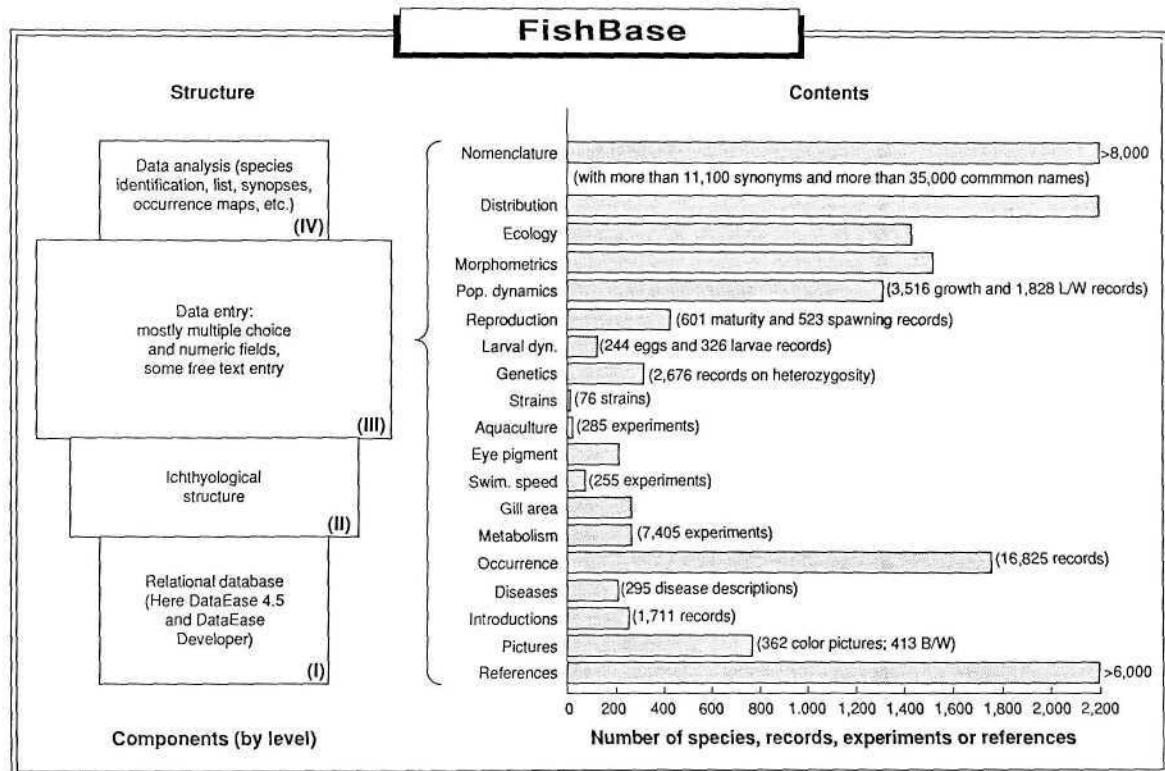 FishBase
Structure
Data analysis (species
identification, list, synopses,
occurrence maps, etc.)
(IV)
Data entry:
mostly multiple choice
and numeric fields,
some free text entry
(III)
Ichthyological
structure
(II)
Relational database
(Here DataEase 4.5
and DataEase
Developer)
(I)
Components (by level)
Contents
Nomenclature >8,000
(with more than 11,100 synonyms and more than 35,000 commmon names)
Distribution
Ecology
Morphometrics
Pop. dynamics (3,516 growth and 1,828 L/W records)
Reproduction (601 maturity and 523 spawning records)
Larval dyn. (244 eggs and 326 larvae records)
Genetics (2,676 records on heterozygosity)
Strains (76 strains)
Aquaculture (285 experiments)
Eye pigment
Swim. speed (255 experiments)
Gill area
Metabolism (7,405 experiments)
Occurrence (16,825 records)
Diseases (295 disease descriptions)
Introductions (1,711 records)
Pictures (362 color pictures; 413 B/W)
References >6,000
0 200 400 600 800 1.000 1,200 1,400 1,600 1,800 2,000 2,200
Number of species, records, experiments or references